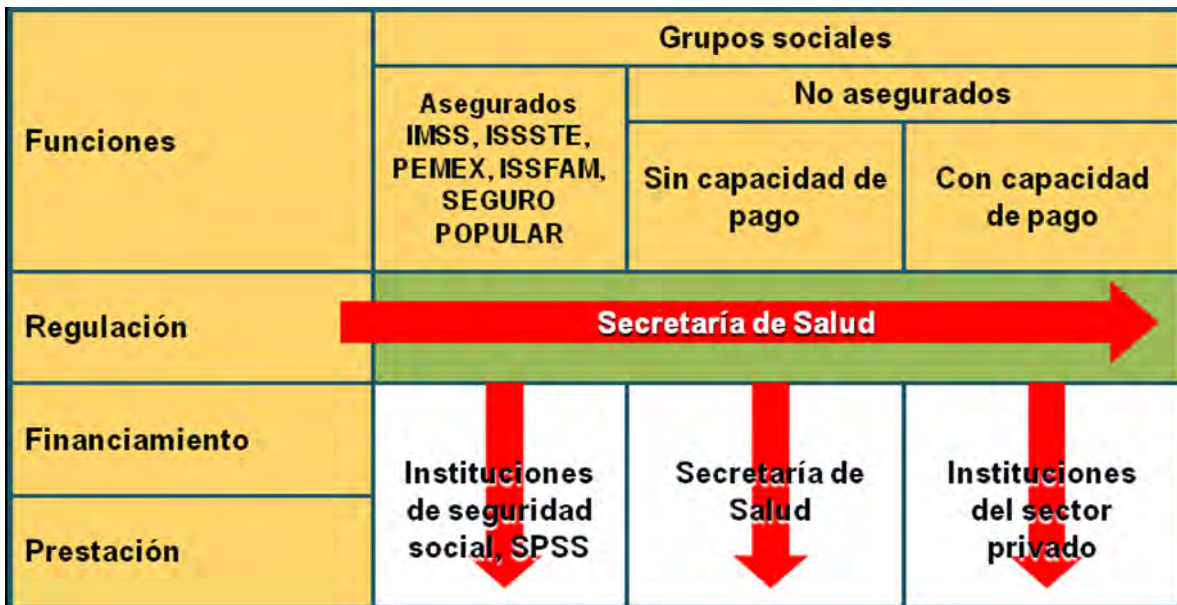 Funciones
Grupos sociales
Asegurados
IMSS, ISSSTE,
PEMEX, ISSFAM,
SEGURO
POPULAR
No asegurados
Sin capacidad de
pago
Con capacidad
de pago
Regulación
Secretaría de Salud
Financiamiento
Prestación
Instituciones
de seguridad
social, SPSS
Secretaría de
Salud
Instituciones
del sector
privado